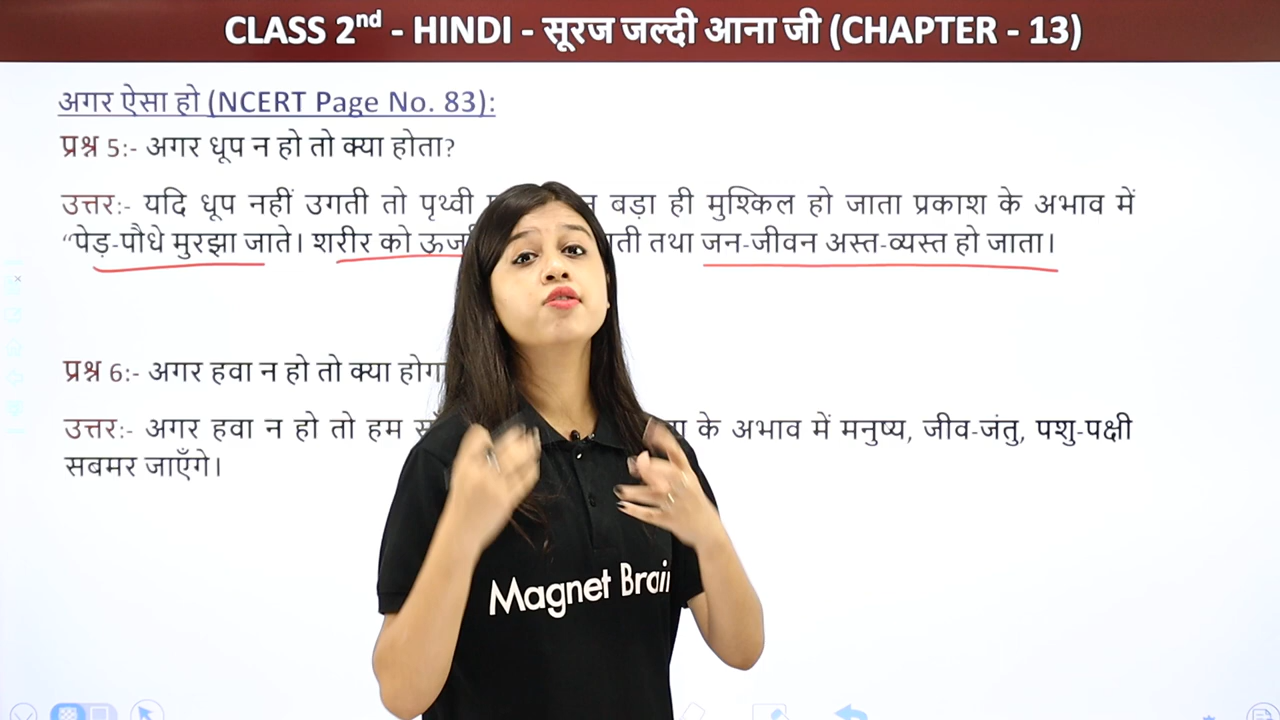 CLASS 2nd - HINDI - सूरज जल्दी आना जी (CHAPTER - 13)
अगर ऐसा हो (NCERT Page No. 83):
प्रश्न 5:- अगर धूप न हो तो क्या होता?
उत्तर:- यदि धूप नहीं उगती तो पृथ्वी बड़ा ही मुश्किल हो जाता प्रकाश के अभाव में
“पेड़-पौधे मुरझा जाते। शरीर को तथा जन-जीवन अस्त-व्यस्त हो जाता।
प्रश्न 6:- अगर हवा न हो तो क्या होगा
उत्तर:- अगर हवा न हो तो हम के अभाव में मनुष्य, जीव-जंतु, पशु-पक्षी
सबमर जाएँगे।
Magnet Brain